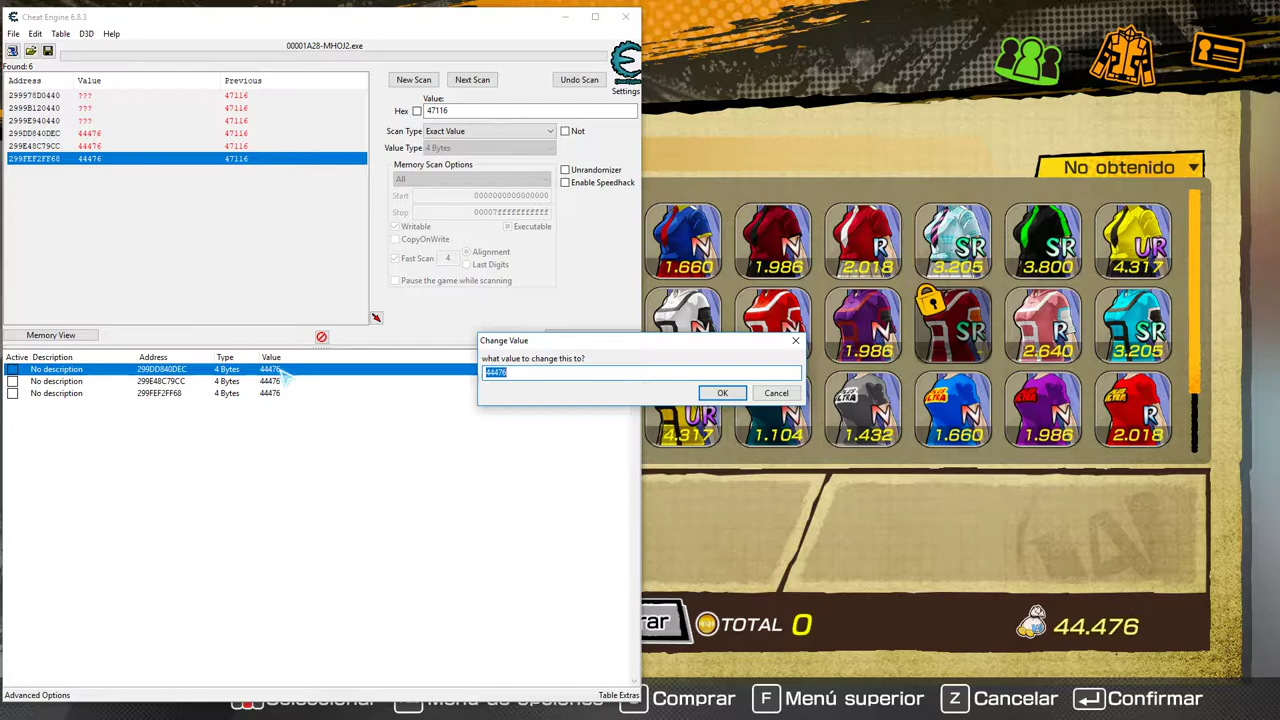 Cheat Engine 6.8.3
File Edit Table D3D Help
00001A28-MHOJ2.exe
Found: 6
Address Value Previous
299978D0440 ??? 47116
2999B120440 ??? 47116
2999E940440 ??? 47116
299DD840DEC 44476 47116
299E48C79CC 44476 47116
299FEF2FF68 44476 47116
New Scan Next Scan Undo Scan
Settings
Value:
Hex 47116
Scan Type Exact Value Not
Value Type 4 Bytes
Memory Scan Options
All
Unrandomizer
Enable Speedhack
Start 0000000000000000
Stop 00007fffffffffff
Writable Executable
CopyOnWrite
Fast Scan 4 Alignment
Last Digits
Pause the game while scanning
Memory View
Active Description Address Type Value
No description 299DD840DEC 4 Bytes 44476
No description 299E48C79CC 4 Bytes 44476
No description 299FEF2FF68 4 Bytes 44476
Change Value
what value to change this to?
44476
OK Cancel
Advanced Options Table Extras
No obtenido
N R SR SR UR
1.660 1.986 2.018 3.205 3.800 4.317
N N N SR R R
1.986 2.640 3.205
UR N N N N R
4.317 1.104 1.432 1.660 1.986 2.018
rar TOTAL 0 44.476
Comprar F Menú superior Z Cancelar Confirmar